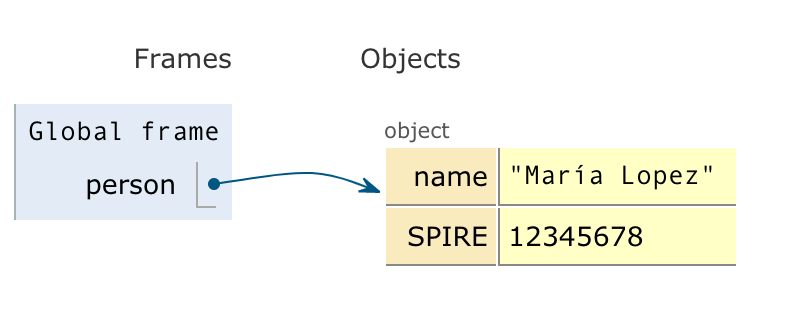 Frames Objects
Global frame
object
person
name "María Lopez"
SPIRE 12345678